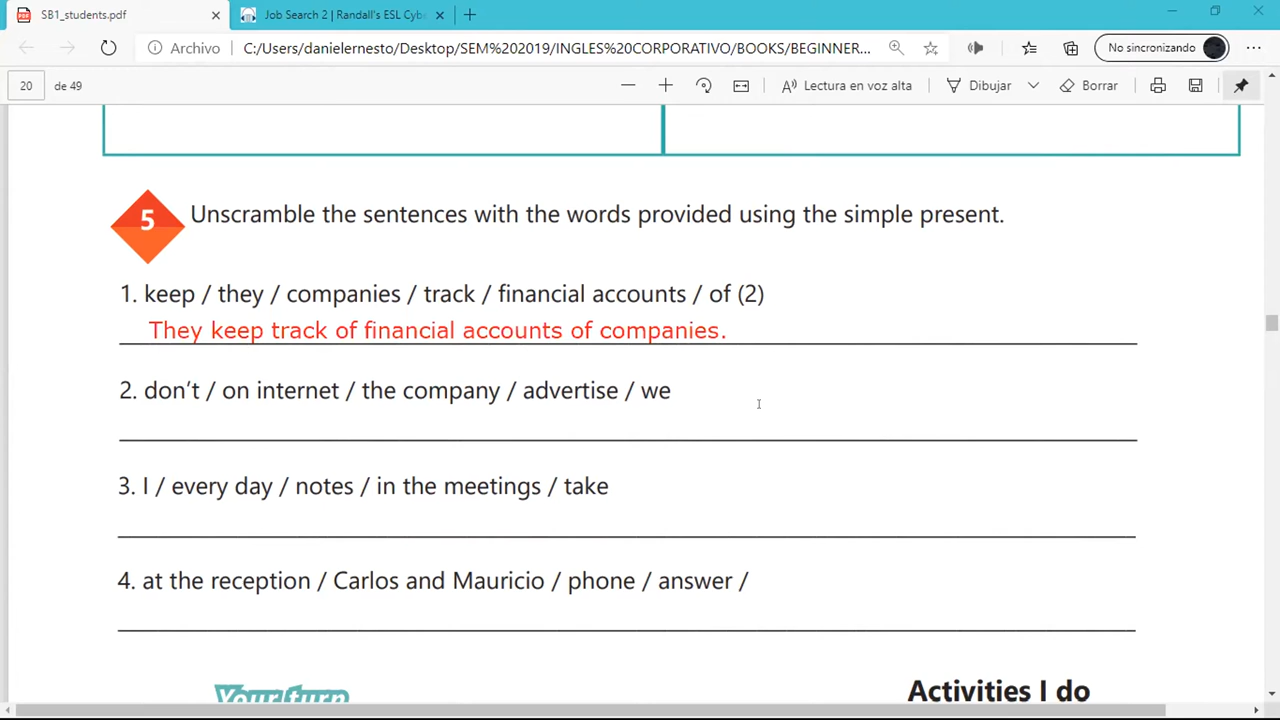 SB1_students.pdf
Job Search 2 | Randall's ESL Cybe
Archivo
C:/Users/danielernesto/Desktop/SEM%202019/INGLES%20CORPORATIVO/BOOKS/BEGINNER...
No sincronizando
20 de 49
Lectura en voz alta
Dibujar
Borrar
5 Unscramble the sentences with the words provided using the simple present.
1. keep / they / companies / track / financial accounts / of (2)
They keep track of financial accounts of companies.
2. don't / on internet / the company / advertise / we
3. I / every day / notes / in the meetings / take
4. at the reception / Carlos and Mauricio / phone / answer /
Your turn
Activities I do